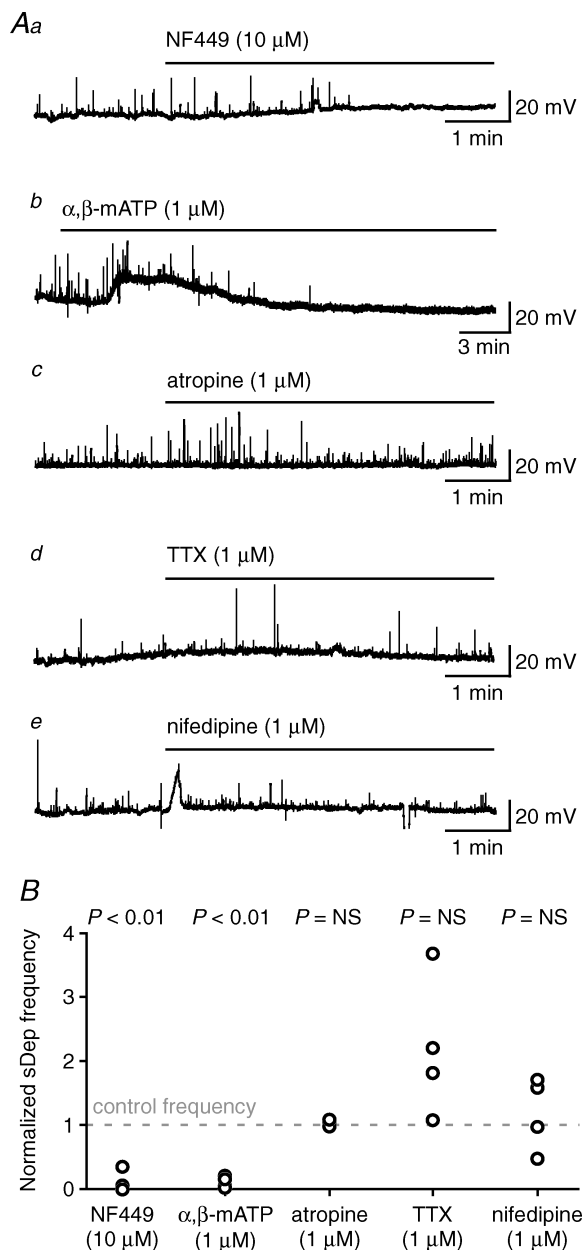 Aa
NF449 (10 μM)
20 mV
1 min
b
α,β-mATP (1 μM)
20 mV
3 min
c
atropine (1 μM)
20 mV
1 min
d
TTX (1 μM)
20 mV
1 min
e
nifedipine (1 μM)
20 mV
1 min
B
P < 0.01 P < 0.01 P = NS P = NS P = NS
Normalized sDep frequency
4
3
2
1
0
control frequency
NF449 α,β-mATP atropine TTX nifedipine
(10 μM) (1 μM) (1 μM) (1 μM) (1 μM)